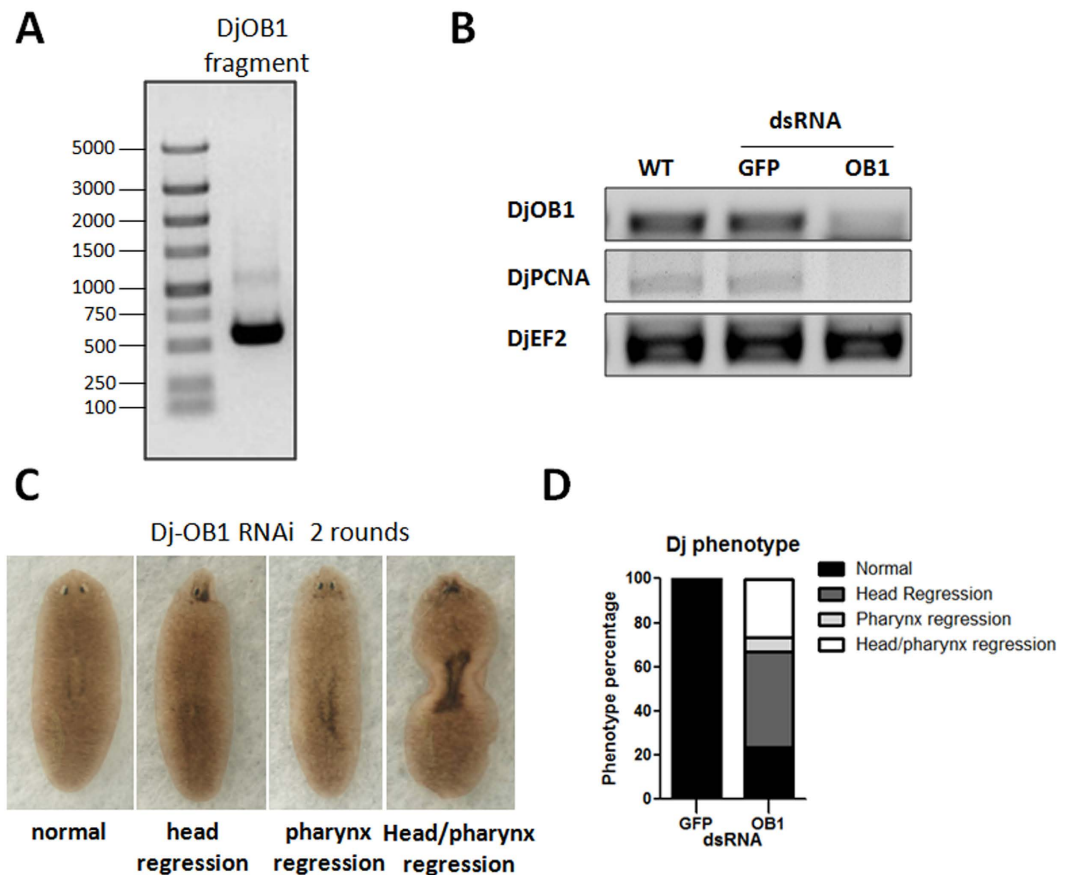 A
DjOB1
fragment
5000
3000
2000
1500
1000
750
500
250
100
B
dsRNA
WT GFP OB1
DjOB1
DjPCNA
DjEF2
C
Dj-OB1 RNAi 2 rounds
normal
head
regression
pharynx
regression
Head/pharynx
regression
D
Dj phenotype
Phenotype percentage
100
80
60
40
20
0
GFP OB1
dsRNA
Normal
Head Regression
Pharynx regression
Head/pharynx regression